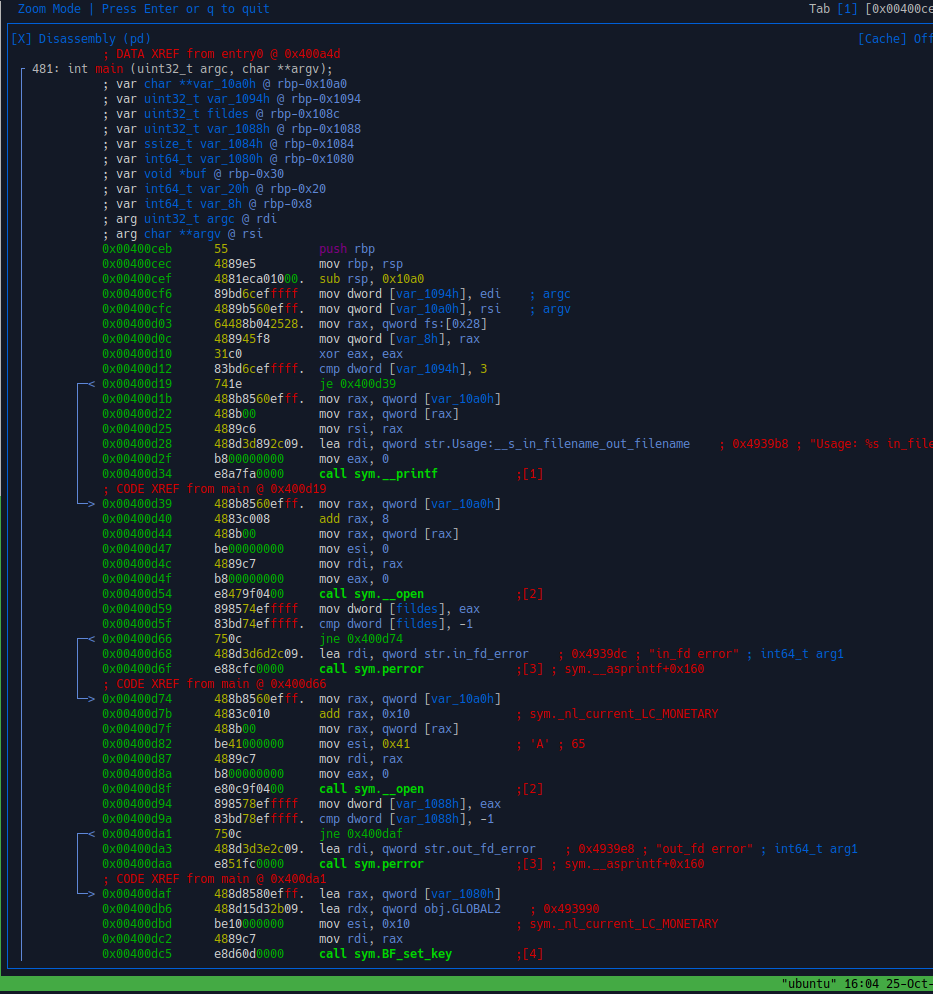 Zoom Mode | Press Enter or q to quit Tab [1] [0x00400ce
[X] Disassembly (pd) [Cache] Off
; DATA XREF from entry0 @ 0x400a4d
481: int main (uint32_t argc, char **argv);
; var char **var_10a0h @ rbp-0x10a0
; var uint32_t var_1094h @ rbp-0x1094
; var uint32_t fildes @ rbp-0x108c
; var uint32_t var_1088h @ rbp-0x1088
; var ssize_t var_1084h @ rbp-0x1084
; var int64_t var_1080h @ rbp-0x1080
; var void *buf @ rbp-0x30
; var int64_t var_20h @ rbp-0x20
; var int64_t var_8h @ rbp-0x8
; arg uint32_t argc @ rdi
; arg char **argv @ rsi
0x00400ceb 55 push rbp
0x00400cec 4889e5 mov rbp, rsp
0x00400cef 4881eca01000. sub rsp, 0x10a0
0x00400cf6 89bd6cefffff mov dword [var_1094h], edi ; argc
0x00400cfc 4889b560efff. mov qword [var_10a0h], rsi ; argv
0x00400d03 64488b042528. mov rax, qword fs:[0x28]
0x00400d0c 488945f8 mov qword [var_8h], rax
0x00400d10 31c0 xor eax, eax
0x00400d12 83bd6cefffff. cmp dword [var_1094h], 3
< 0x00400d19 741e je 0x400d39
0x00400d1b 488b8560efff. mov rax, qword [var_10a0h]
0x00400d22 488b00 mov rax, qword [rax]
0x00400d25 4889c6 mov rsi, rax
0x00400d28 488d3d892c09. lea rdi, qword str.Usage:__s_in_filename_out_filename ; 0x4939b8 ; "Usage: %s in_file
0x00400d2f b800000000 mov eax, 0
0x00400d34 e8a7fa0000 call sym.__printf ;[1]
; CODE XREF from main @ 0x400d19
> 0x00400d39 488b8560efff. mov rax, qword [var_10a0h]
0x00400d40 4883c008 add rax, 8
0x00400d44 488b00 mov rax, qword [rax]
0x00400d47 be00000000 mov esi, 0
0x00400d4c 4889c7 mov rdi, rax
0x00400d4f b800000000 mov eax, 0
0x00400d54 e8479f0400 call sym.__open ;[2]
0x00400d59 898574efffff mov dword [fildes], eax
0x00400d5f 83bd74efffff. cmp dword [fildes], -1
< 0x00400d66 750c jne 0x400d74
0x00400d68 488d3d6d2c09. lea rdi, qword str.in_fd_error ; 0x4939dc ; "in_fd error" ; int64_t arg1
0x00400d6f e88cfc0000 call sym.perror ;[3] ; sym.__asprintf+0x160
; CODE XREF from main @ 0x400d66
> 0x00400d74 488b8560efff. mov rax, qword [var_10a0h]
0x00400d7b 4883c010 add rax, 0x10 ; sym._nl_current_LC_MONETARY
0x00400d7f 488b00 mov rax, qword [rax]
0x00400d82 be41000000 mov esi, 0x41 ; 'A' ; 65
0x00400d87 4889c7 mov rdi, rax
0x00400d8a b800000000 mov eax, 0
0x00400d8f e80c9f0400 call sym.__open ;[2]
0x00400d94 898578efffff mov dword [var_1088h], eax
0x00400d9a 83bd78efffff. cmp dword [var_1088h], -1
< 0x00400da1 750c jne 0x400daf
0x00400da3 488d3d3e2c09. lea rdi, qword str.out_fd_error ; 0x4939e8 ; "out_fd error" ; int64_t arg1
0x00400daa e851fc0000 call sym.perror ;[3] ; sym.__asprintf+0x160
; CODE XREF from main @ 0x400da1
> 0x00400daf 488d8580efff. lea rax, qword [var_1080h]
0x00400db6 488d15d32b09. lea rdx, qword obj.GLOBAL2 ; 0x493990
0x00400dbd be10000000 mov esi, 0x10 ; sym._nl_current_LC_MONETARY
0x00400dc2 4889c7 mov rdi, rax
0x00400dc5 e8d60d0000 call sym.BF_set_key ;[4]
"ubuntu" 16:04 25-Oct-